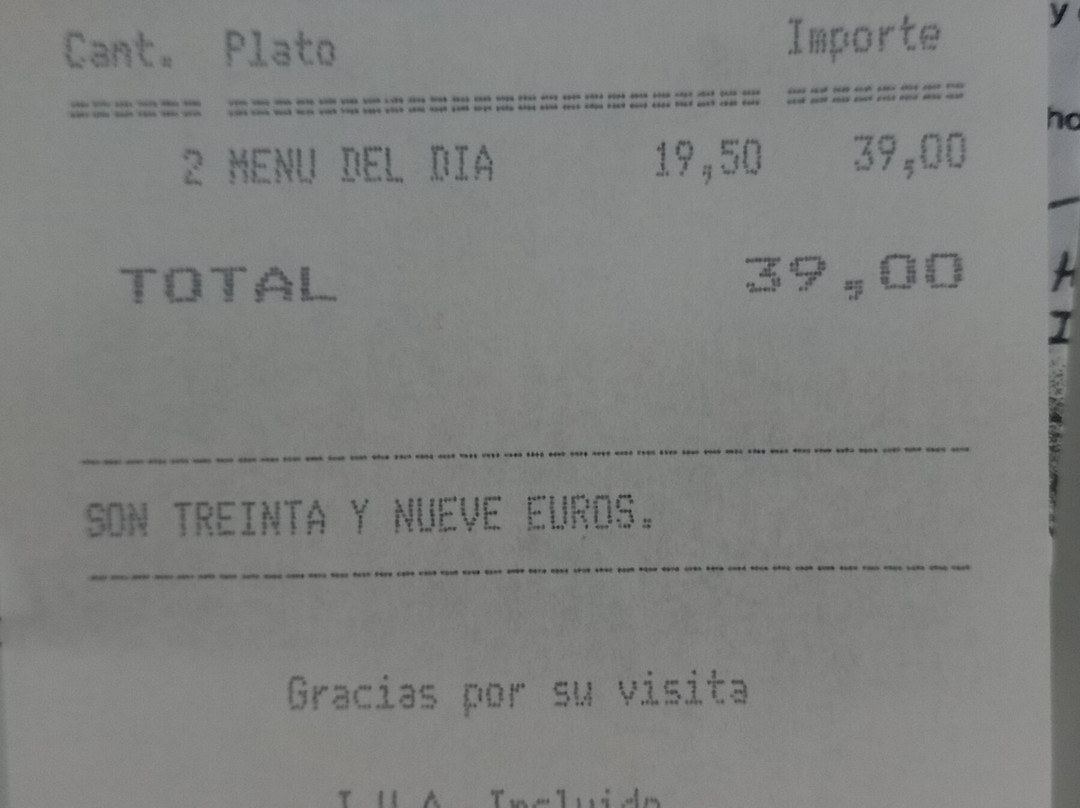 Cant. Plato Importe
====== ============================== =======
2 MENU DEL DIA 19,50 39,00
TOTAL 39,00
SON TREINTA Y NUEVE EUROS.
Gracias por su visita
I.V.A. Incluido